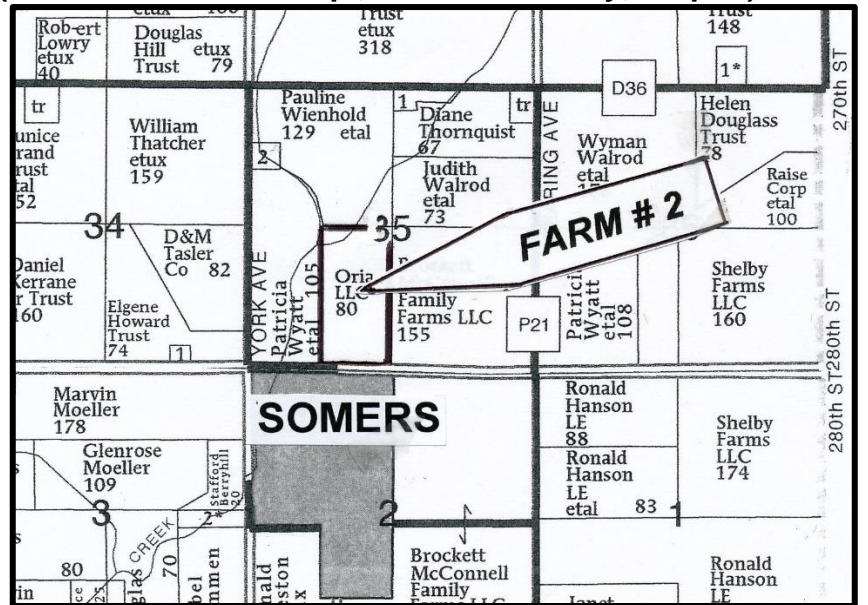 Rob-ert
Lowry
etux
40
Douglas
Hill etux
Trust 79
Trust
etux
318
Trust
148
1*
270th ST
D36
tr
William
Thatcher
etux
159
Pauline
Wienhold
129 etal
2
1
Diane
Thornquist
67
tr
Judith
Walrod
etux
73
Wyman
Walrod
etal
Helen
Douglass
Trust
78
Raise
Corp
etal
100
52
34
35
FARM # 2
D&M
Tasler
Co 82
YORK AVE
Patricia
Wyatt
etal 105
LLC
80
Family
Farms LLC
155
P21
Patricia
Wyatt
etal
108
Shelby
Farms
LLC
160
160
Elgene
Howard
Trust
74
1
280th ST
280th ST
Marvin
Moeller
178
SOMERS
Ronald
Hanson
LE
88
Shelby
Farms
LLC
174
Glenrose
Moeller
109
Stafford
Berryhill
20
Ronald
Hanson
LE
etal 83
3
2*
2
1
CREEK
80
70
Brockett
McConnell
Family
Ronald
Hanson
LE